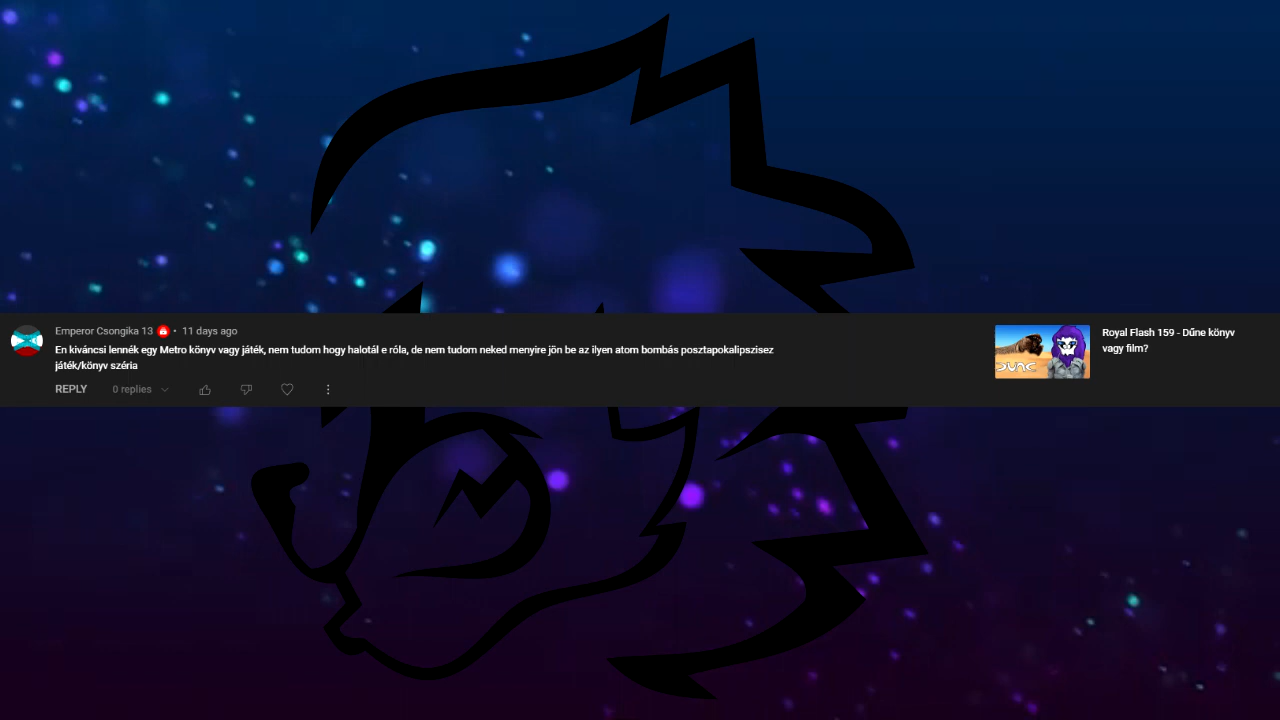 Emperor Csongika 13 • 11 days ago
En kiváncsi lennék egy Metro könyv vagy játék, nem tudom hogy halotál e róla, de nem tudom neked menyire jön be az ilyen atom bombás posztapokalipszisez
játék/könyv széria
REPLY 0 replies
Royal Flash 159 - Dűne könyv
vagy film?
DUNC